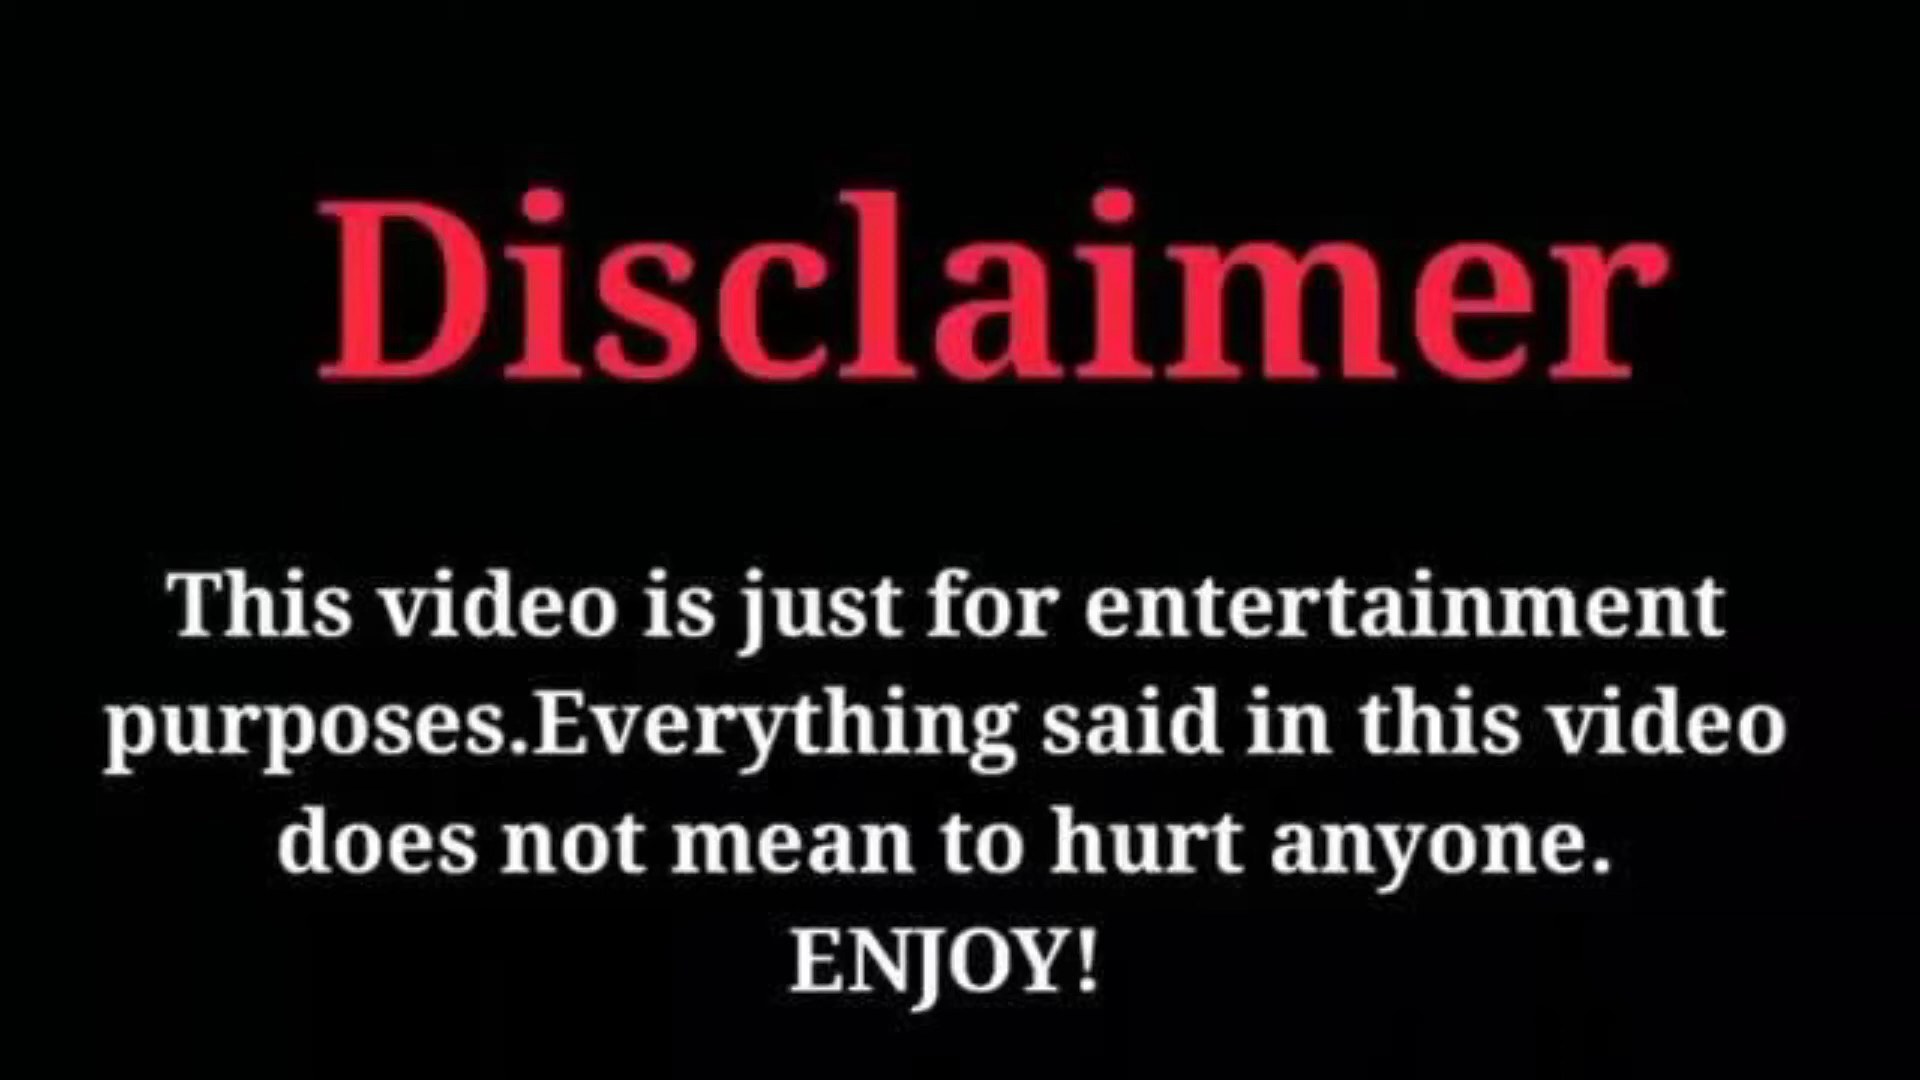 Disclaimer
This video is just for entertainment
purposes.Everything said in this video
does not mean to hurt anyone.
ENJOY!